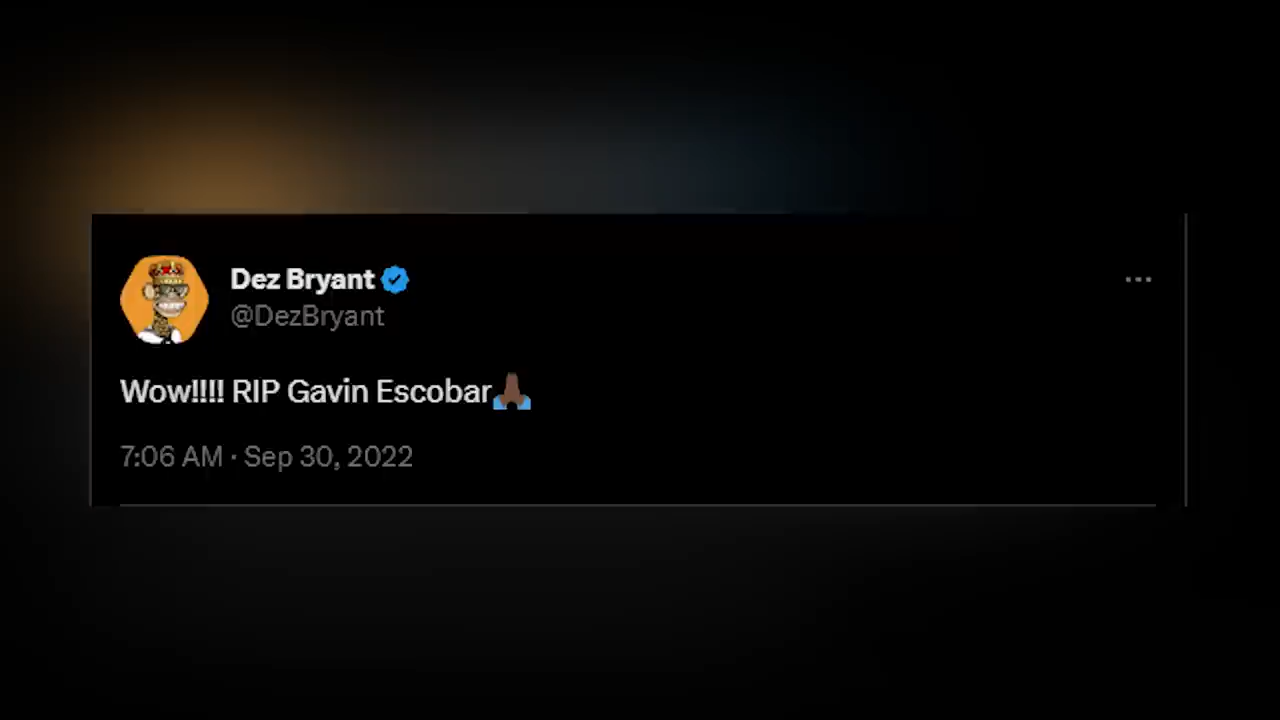 Dez Bryant
@DezBryant
Wow!!!! RIP Gavin Escobar🙏🏿
7:06 AM · Sep 30, 2022